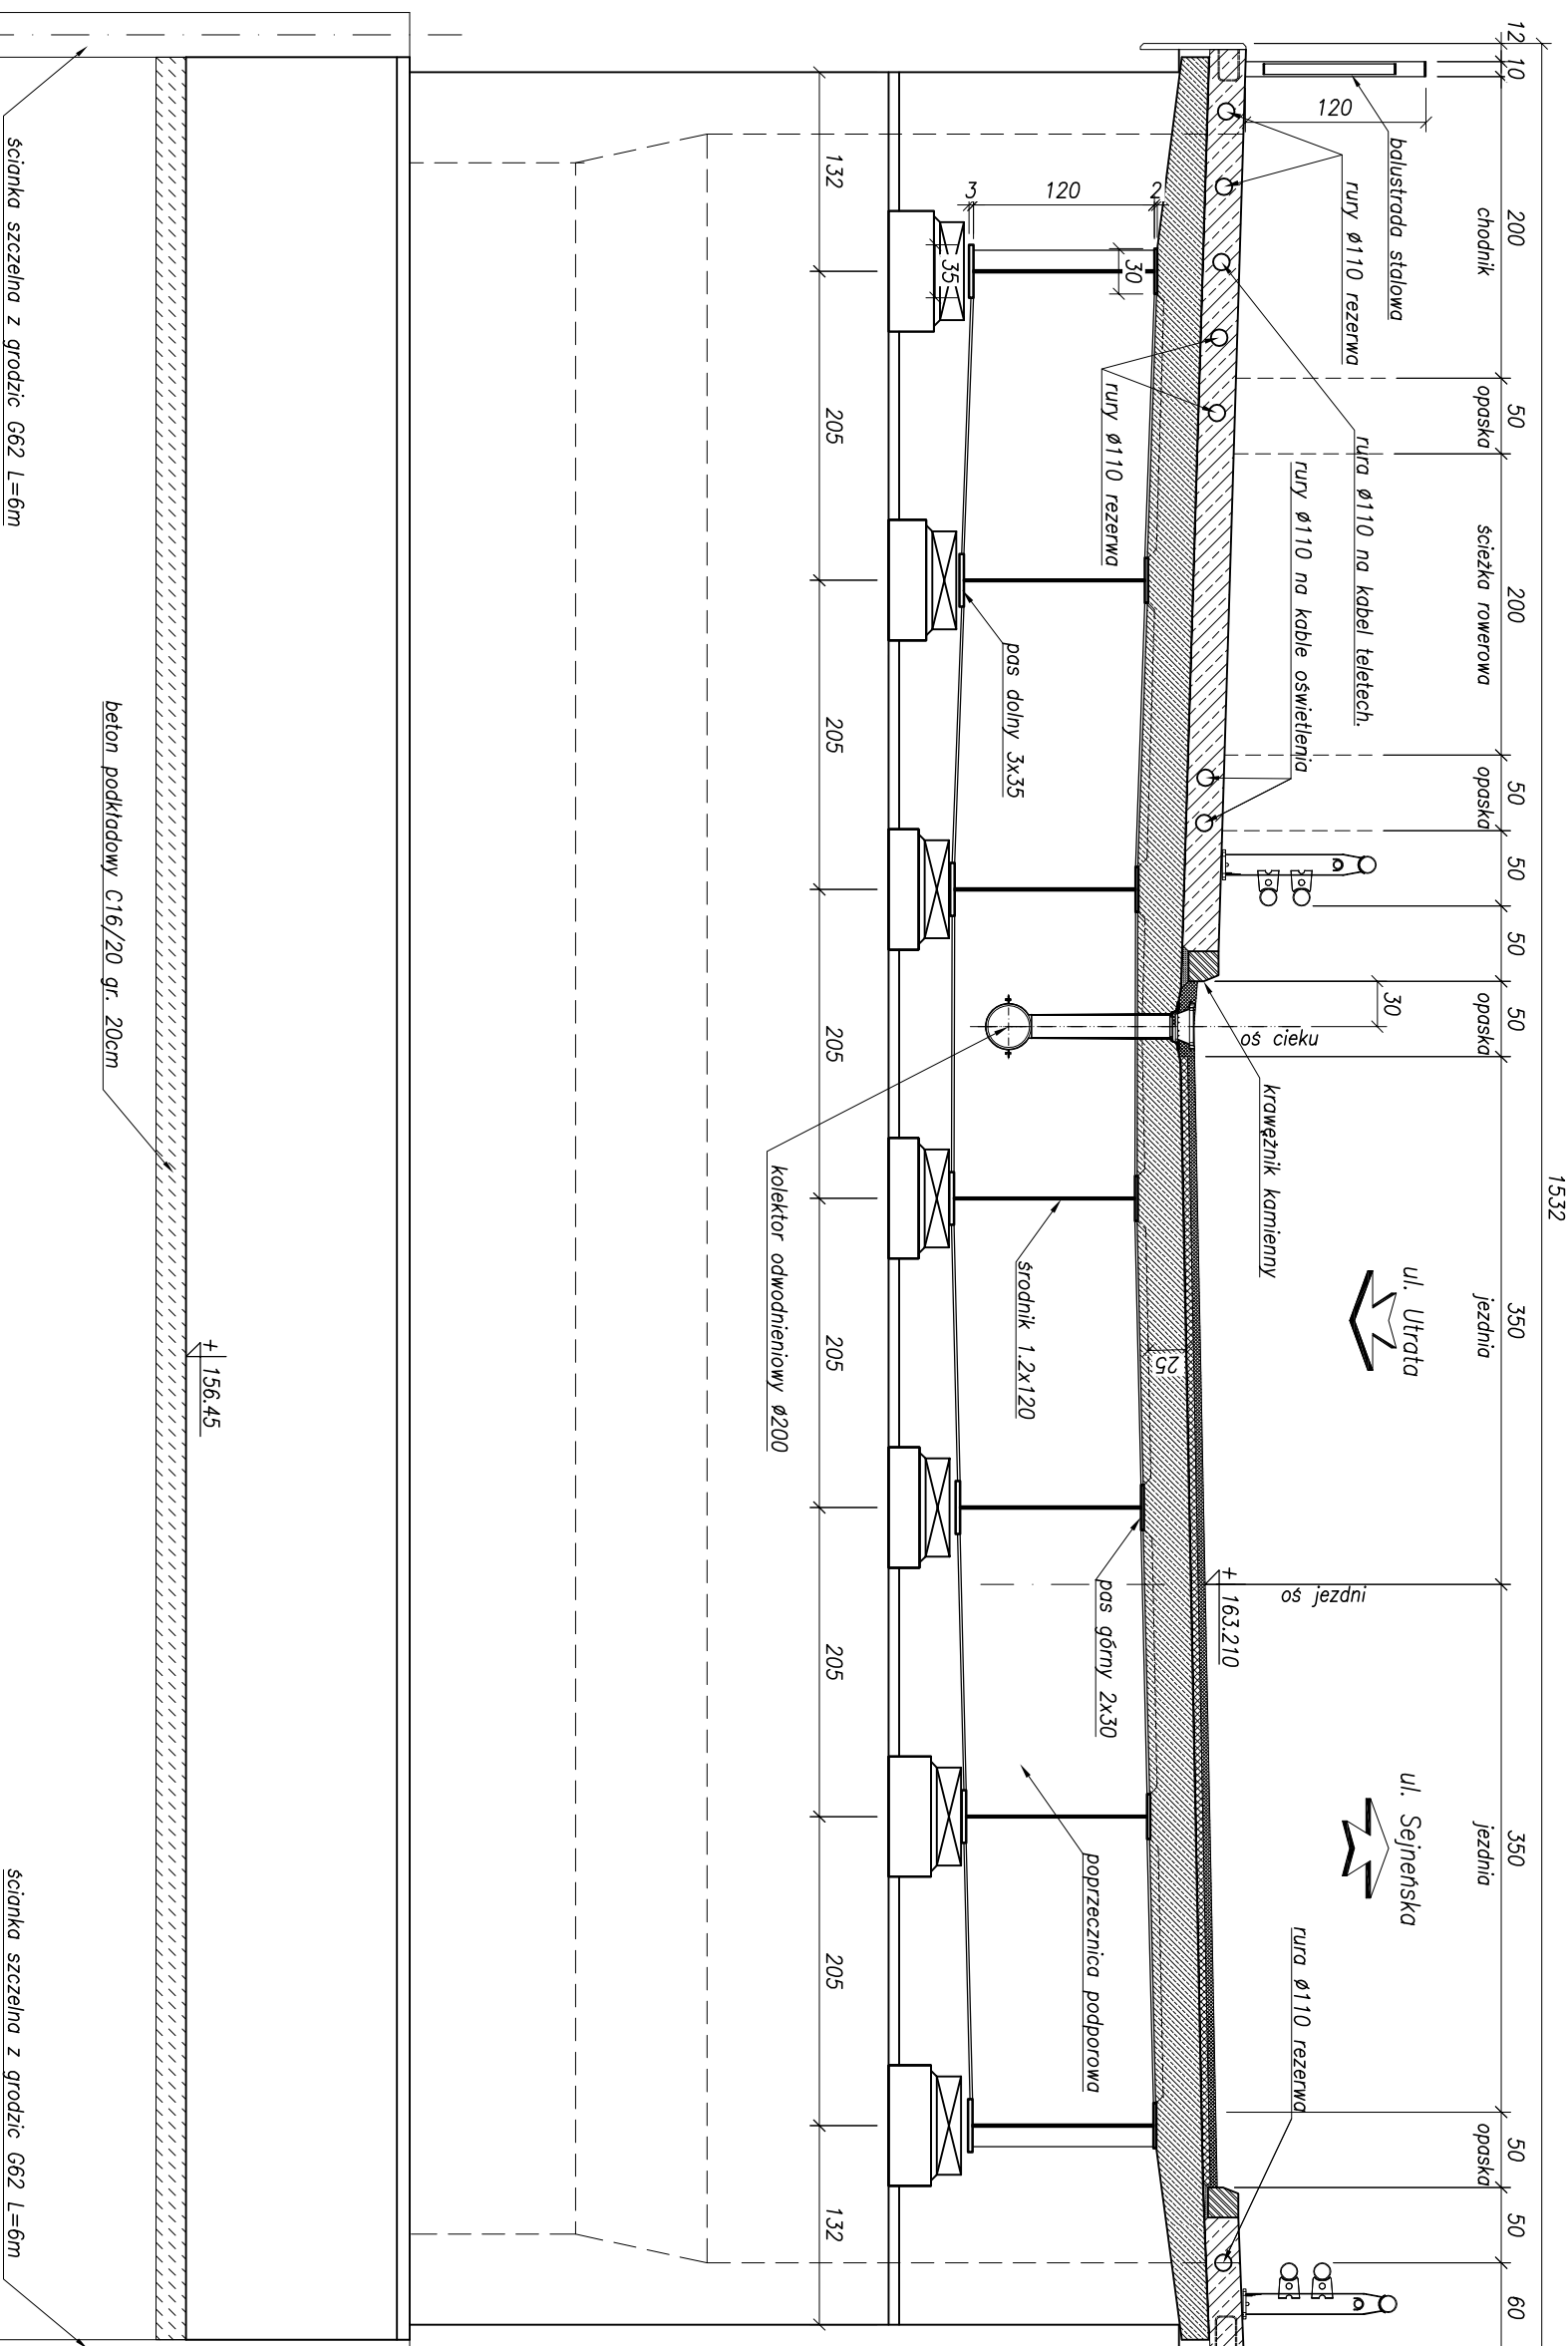 1532
12
10
200
50
200
50
50
50
50
350
350
50
50
60
chodnik
opaska
ścieżka rowerowa
opaska
opaska
jezdnia
jezdnia
opaska
ul. Utrata
ul. Sejneńska
120
balustrada stalowa
rury ø110 rezerwa
rura ø110 na kabel teletech.
rury ø110 na kable oświetlenia
30
oś cieku
krawężnik kamienny
oś jezdni
+ 163.210
rura ø110 rezerwa
3
120
2
30
35
rury ø110 rezerwa
pas dolny 3x35
25
środnik 1.2x120
pas górny 2x30
poprzecznica podporowa
132
205
205
205
205
205
205
132
kolektor odwodnieniowy ø200
+ 156.45
beton podkładowy C16/20 gr. 20cm
ścianka szczelna z grodzic G62 L=6m
ścianka szczelna z grodzic G62 L=6m